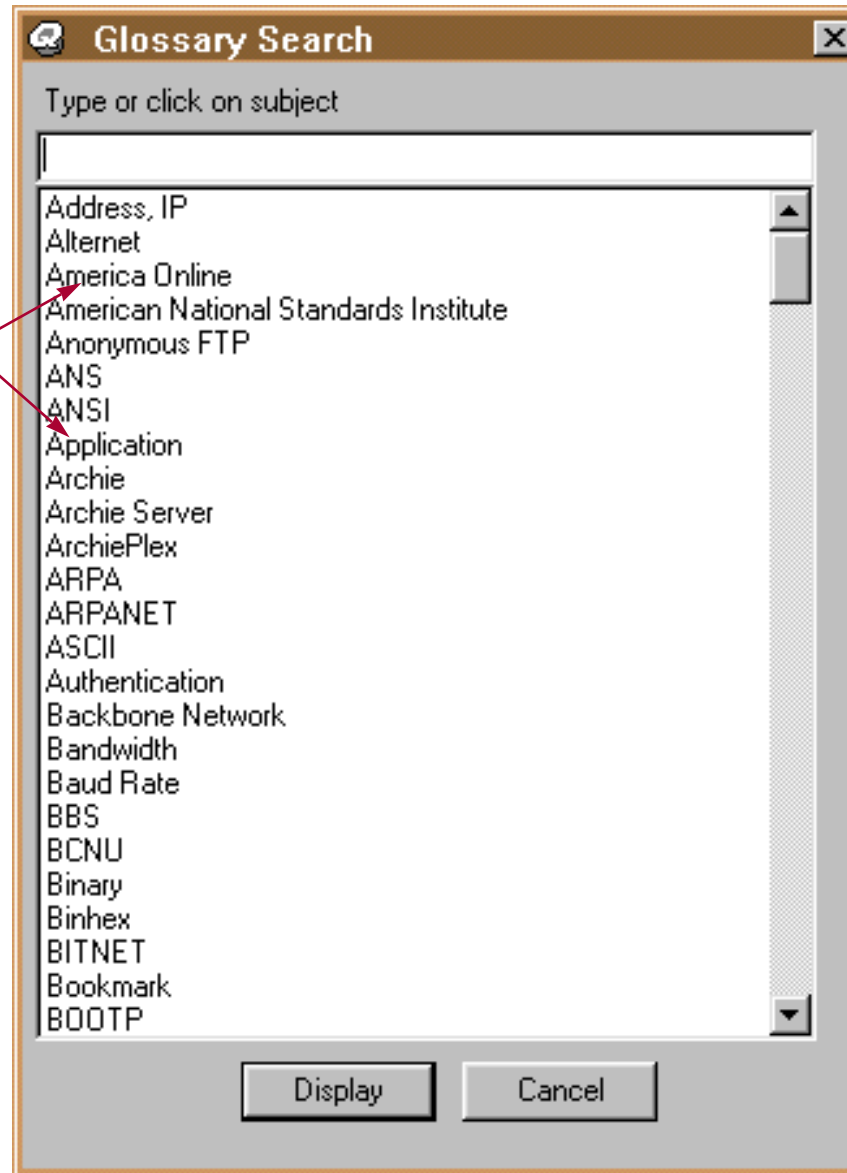 Glossary Search
Type or click on subject
Address, IP
Alternet
America Online
American National Standards Institute
Anonymous FTP
ANS
ANSI
Application
Archie
Archie Server
ArchiePlex
ARPA
ARPANET
ASCII
Authentication
Backbone Network
Bandwidth
Baud Rate
BBS
BCNU
Binary
Binhex
BITNET
Bookmark
BOOTP
Display
Cancel